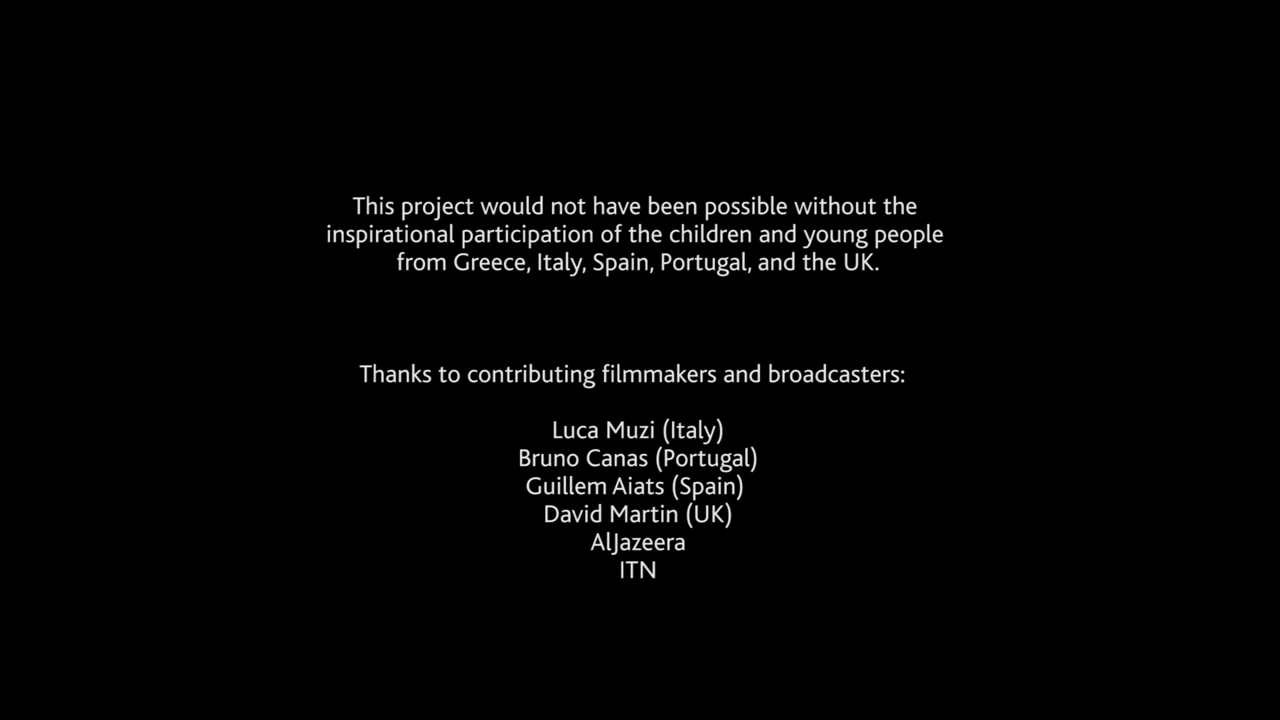 This project would not have been possible without the
inspirational participation of the children and young people
from Greece, Italy, Spain, Portugal, and the UK.
Thanks to contributing filmmakers and broadcasters:
Luca Muzi (Italy)
Bruno Canas (Portugal)
Guillem Aiats (Spain)
David Martin (UK)
AlJazeera
ITN